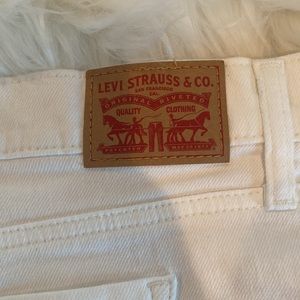 LEVI STRAUSS & CO.
SAN FRANCISCO
CAL.
ORIGINAL RIVETED
QUALITY CLOTHING